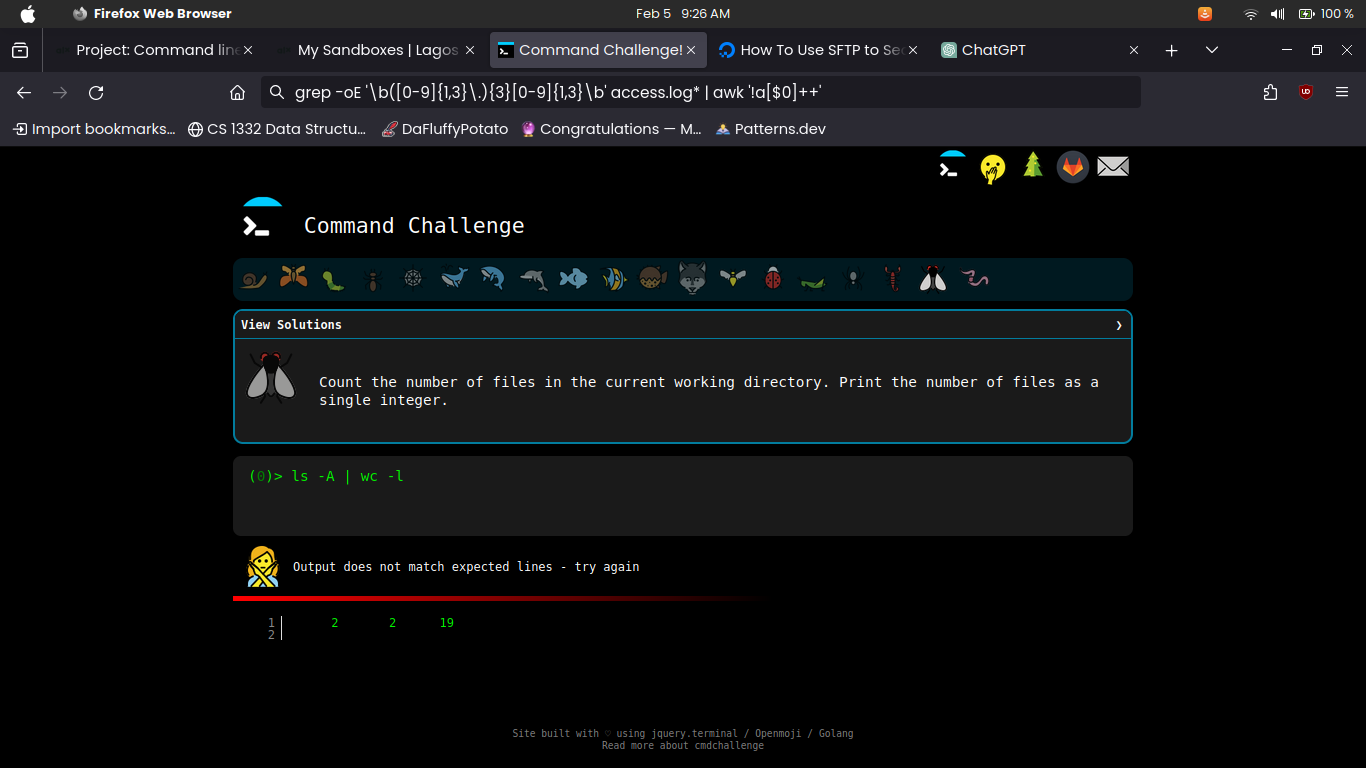 Firefox Web Browser Feb 5 9:26 AM 100 %
Project: Command line My Sandboxes | Lagos Command Challenge! How To Use SFTP to Sec ChatGPT
grep -oE '\b([0-9]{1,3}\.){3}[0-9]{1,3}\b' access.log* | awk '!a[$0]++'
Import bookmarks... CS 1332 Data Structu... DaFluffyPotato Congratulations — M... Patterns.dev
Command Challenge
View Solutions
Count the number of files in the current working directory. Print the number of files as a
single integer.
(0)> ls -A | wc -l
Output does not match expected lines - try again
1 2 2 19
2
Site built with ♡ using jquery.terminal / Openmoji / Golang
Read more about cmdchallenge